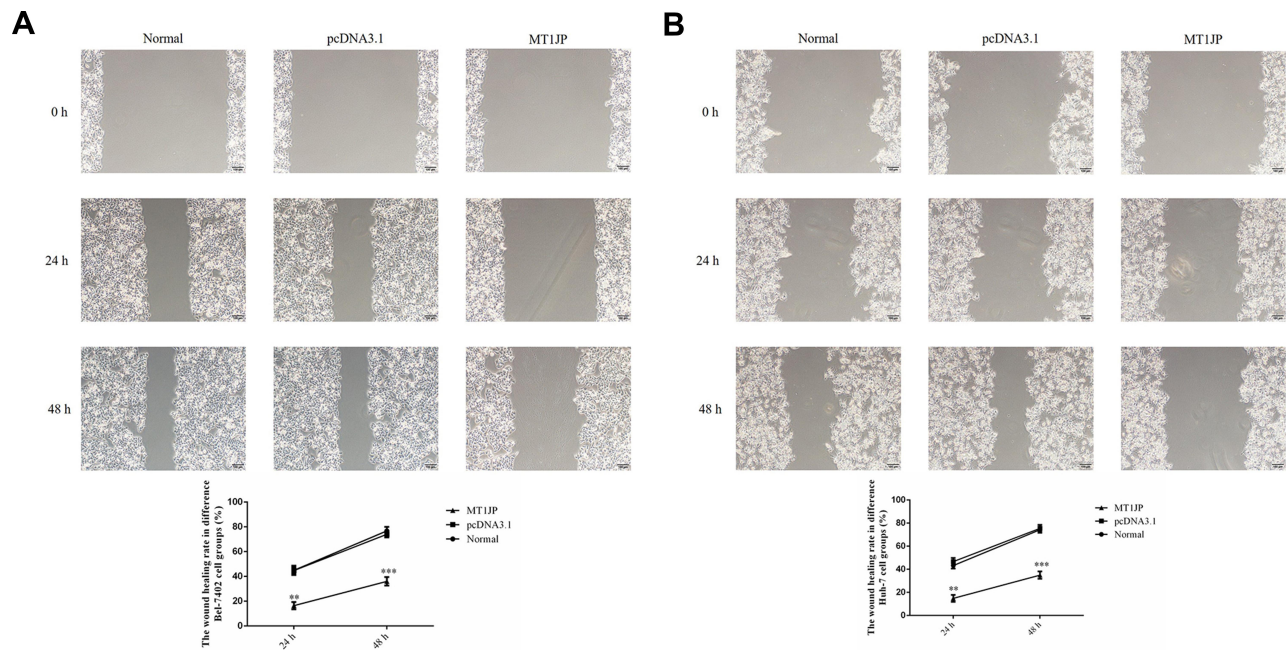 A
B
Normal
pcDNA3.1
MT1JP
Normal
pcDNA3.1
MT1JP
0 h
0 h
24 h
24 h
48 h
48 h
The wound healing rate in difference
Bel-7402 cell groups (%)
100
80
60
40
20
0
**
***
24 h
48 h
MT1JP
pcDNA3.1
Normal
The wound healing rate in difference
Huh-7 cell groups (%)
100
80
60
40
20
0
**
***
24 h
48 h
MT1JP
pcDNA3.1
Normal